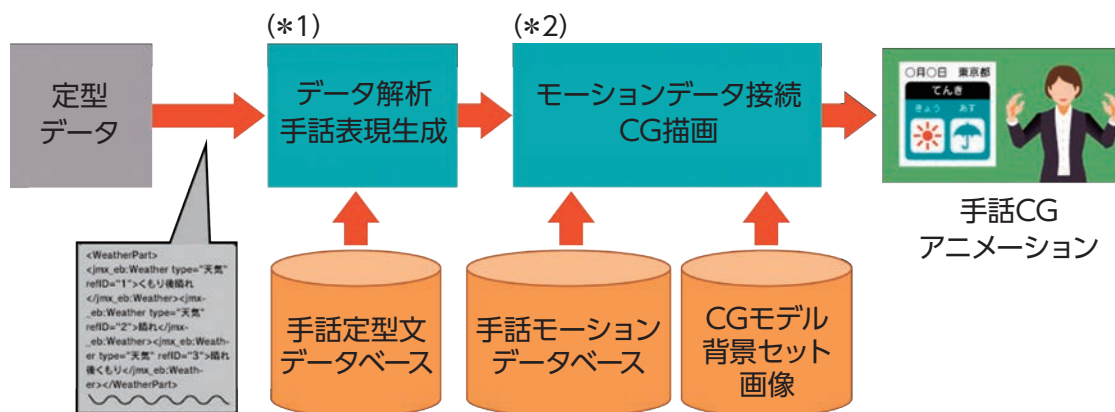 (*1)
(*2)
定型
データ
データ解析
手話表現生成
モーションデータ接続
CG描画
〇月〇日 東京都
てんき
きょう あす
手話CG
アニメーション
<WeatherPart>
<jmx_eb:Weather type="天気"
refID="1">くもり後晴れ
</jmx_eb:Weather><jmx-
_eb:Weather type="天気"
refID="2">晴れ</jmx-
_eb:Weather><jmx_eb:Weath-
er type="天気" refID="3">晴れ
後くもり</jmx_eb:Weath-
er></WeatherPart>
手話定型文
データベース
手話モーション
データベース
CGモデル
背景セット
画像